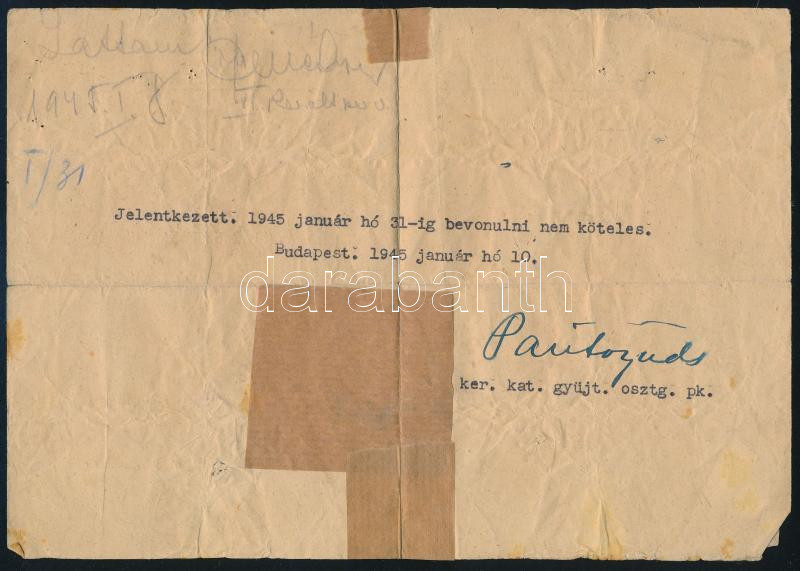 1945. I. 8
I/31
Jelentkezett. 1945 január hó 31-ig bevonulni nem köteles.
Budapest. 1945 január hó 10.
darabanth
ker. kat. gyüjt. osztg. pk.